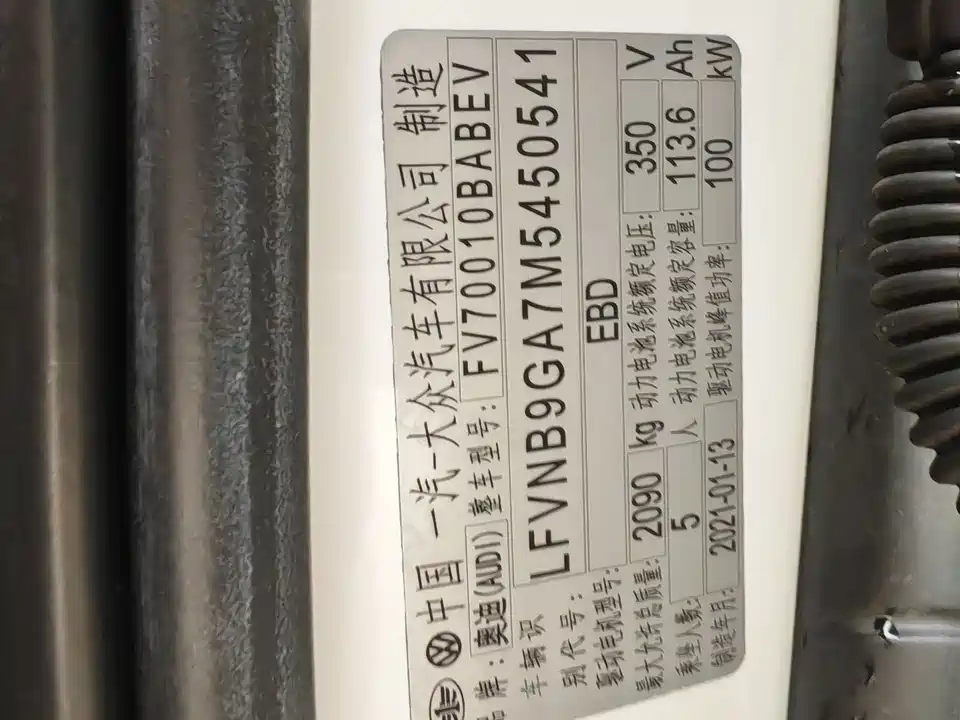 中国 一汽-大众汽车有限公司 制造
品牌: 奥迪(AUDI) 整车型号: FV70010BABEV
车辆识别代号: LFVNB9GA7M5450541
驱动电机型号: EBD
最大允许总质量: 2090 kg 动力电池系统额定电压: 350 V
乘坐人数: 5 人 动力电池系统额定容量: 113.6 Ah
制造年月: 2021-01-13 驱动电机峰值功率: 100 kW